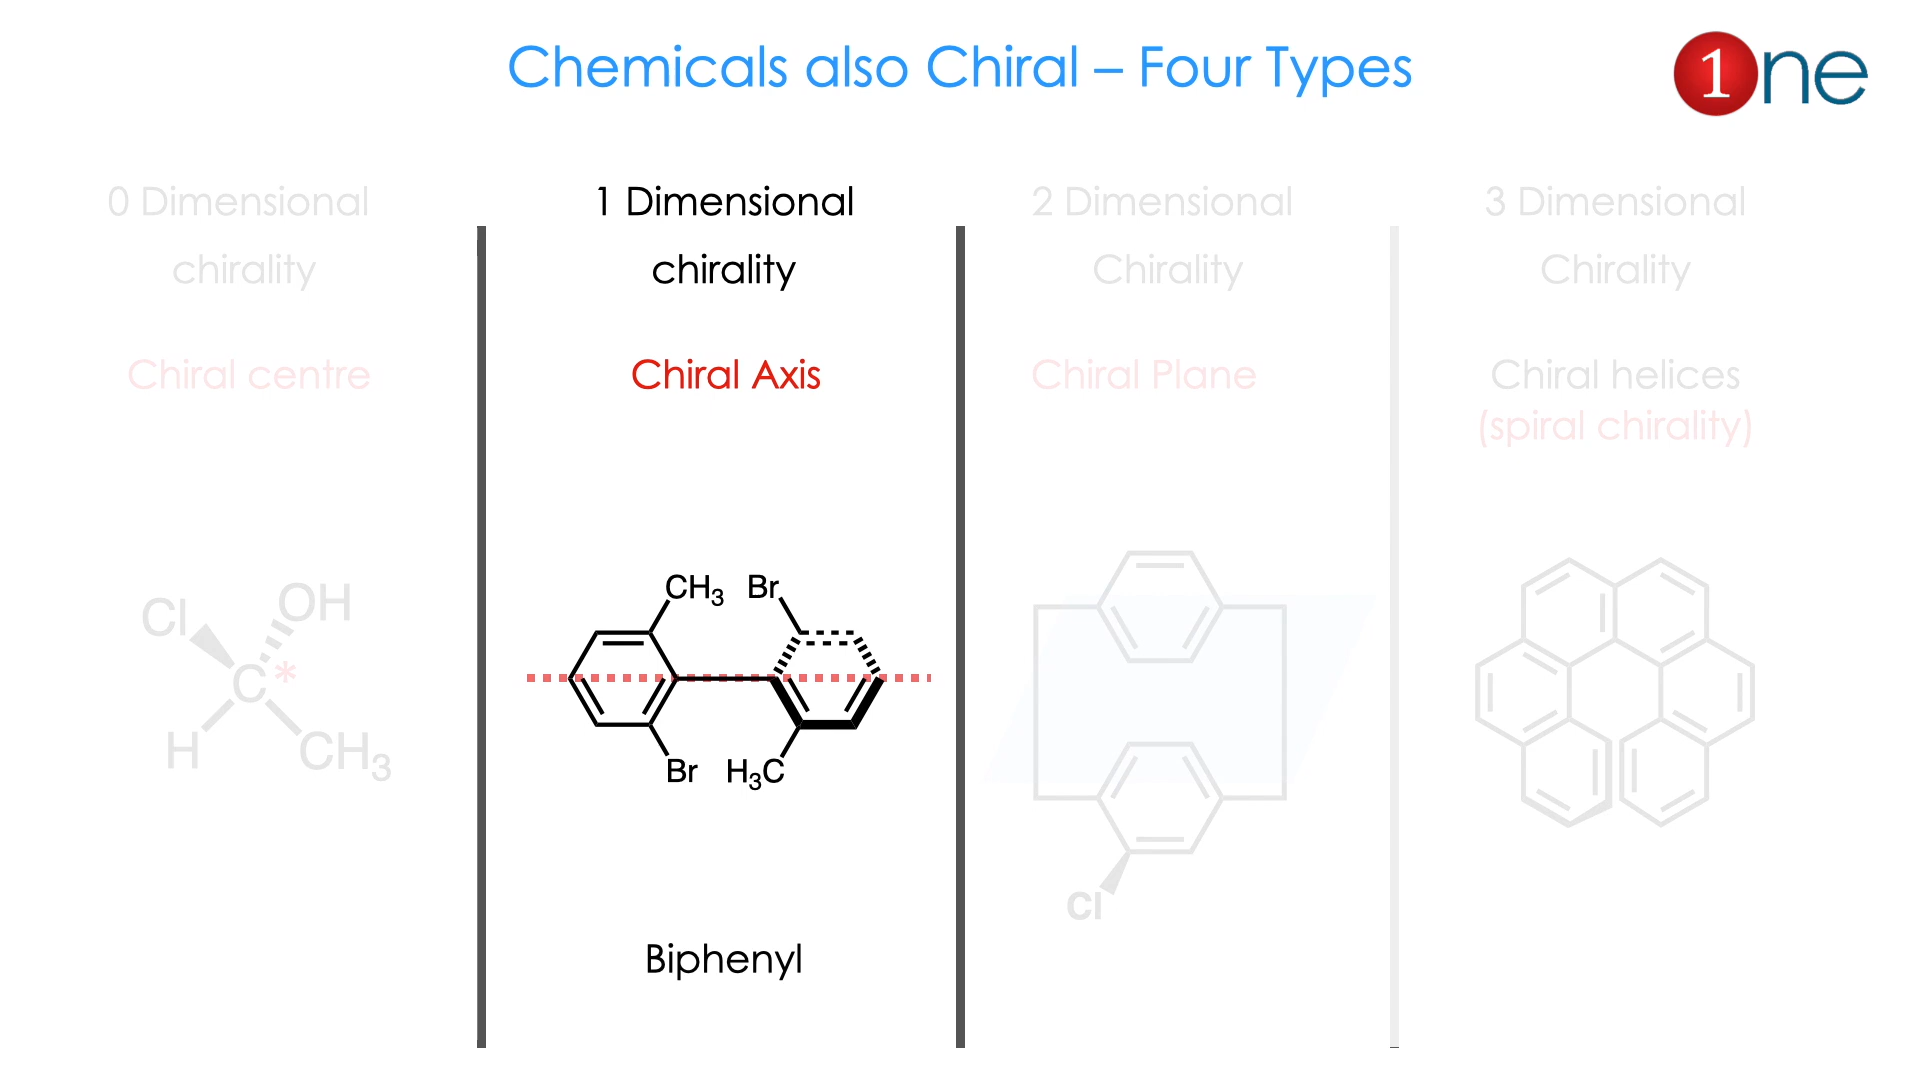 Chemicals also Chiral – Four Types
1ne
0 Dimensional
chirality
Chiral centre
Cl
OH
C*
H
CH3
1 Dimensional
chirality
Chiral Axis
CH3 Br
Br H3C
Biphenyl
2 Dimensional
Chirality
Chiral Plane
Cl
3 Dimensional
Chirality
Chiral helices
(spiral chirality)